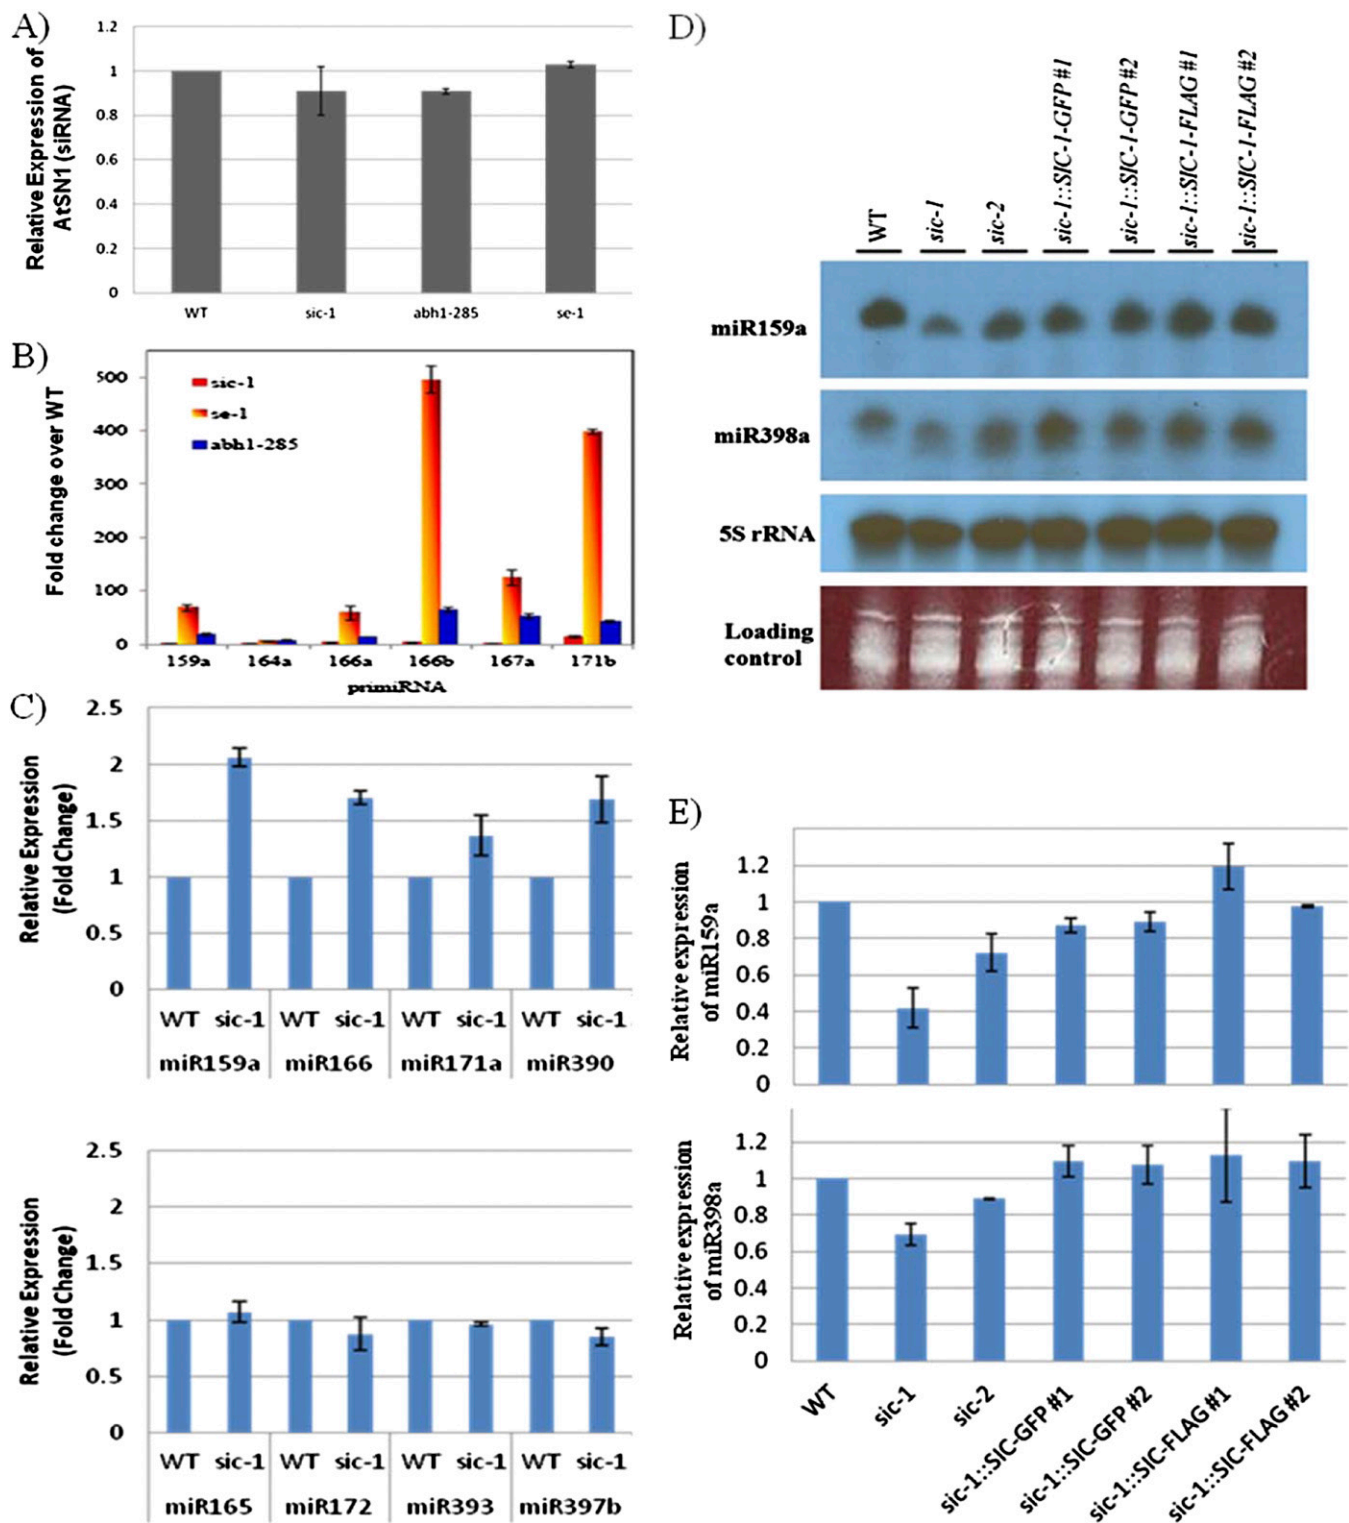 A)
Relative Expression of
AtSN1 (siRNA)
1.2
1
0.8
0.6
0.4
0.2
0
WT sic-1 abh1-285 se-1
B)
Fold change over WT
500
400
300
200
100
0
sic-1
se-1
abh1-285
159a 164a 166a 166b 167a 171b
primiRNA
C)
Relative Expression
(Fold Change)
2.5
2
1.5
1
0.5
0
WT sic-1 WT sic-1 WT sic-1 WT sic-1
miR159a miR166 miR171a miR390
Relative Expression
(Fold Change)
2.5
2
1.5
1
0.5
0
WT sic-1 WT sic-1 WT sic-1 WT sic-1
miR165 miR172 miR393 miR397b
D)
WT
sic-1
sic-2
sic-1::SIC-1-GFP #1
sic-1::SIC-1-GFP #2
sic-1::SIC-1-FLAG #1
sic-1::SIC-1-FLAG #2
miR159a
miR398a
5S rRNA
Loading
control
E)
Relative expression
of miR159a
1.2
1
0.8
0.6
0.4
0.2
0
Relative expression
of miR398a
1.2
1
0.8
0.6
0.4
0.2
0
WT
sic-1
sic-2
sic-1::SIC-GFP #1
sic-1::SIC-GFP #2
sic-1::SIC-FLAG #1
sic-1::SIC-FLAG #2